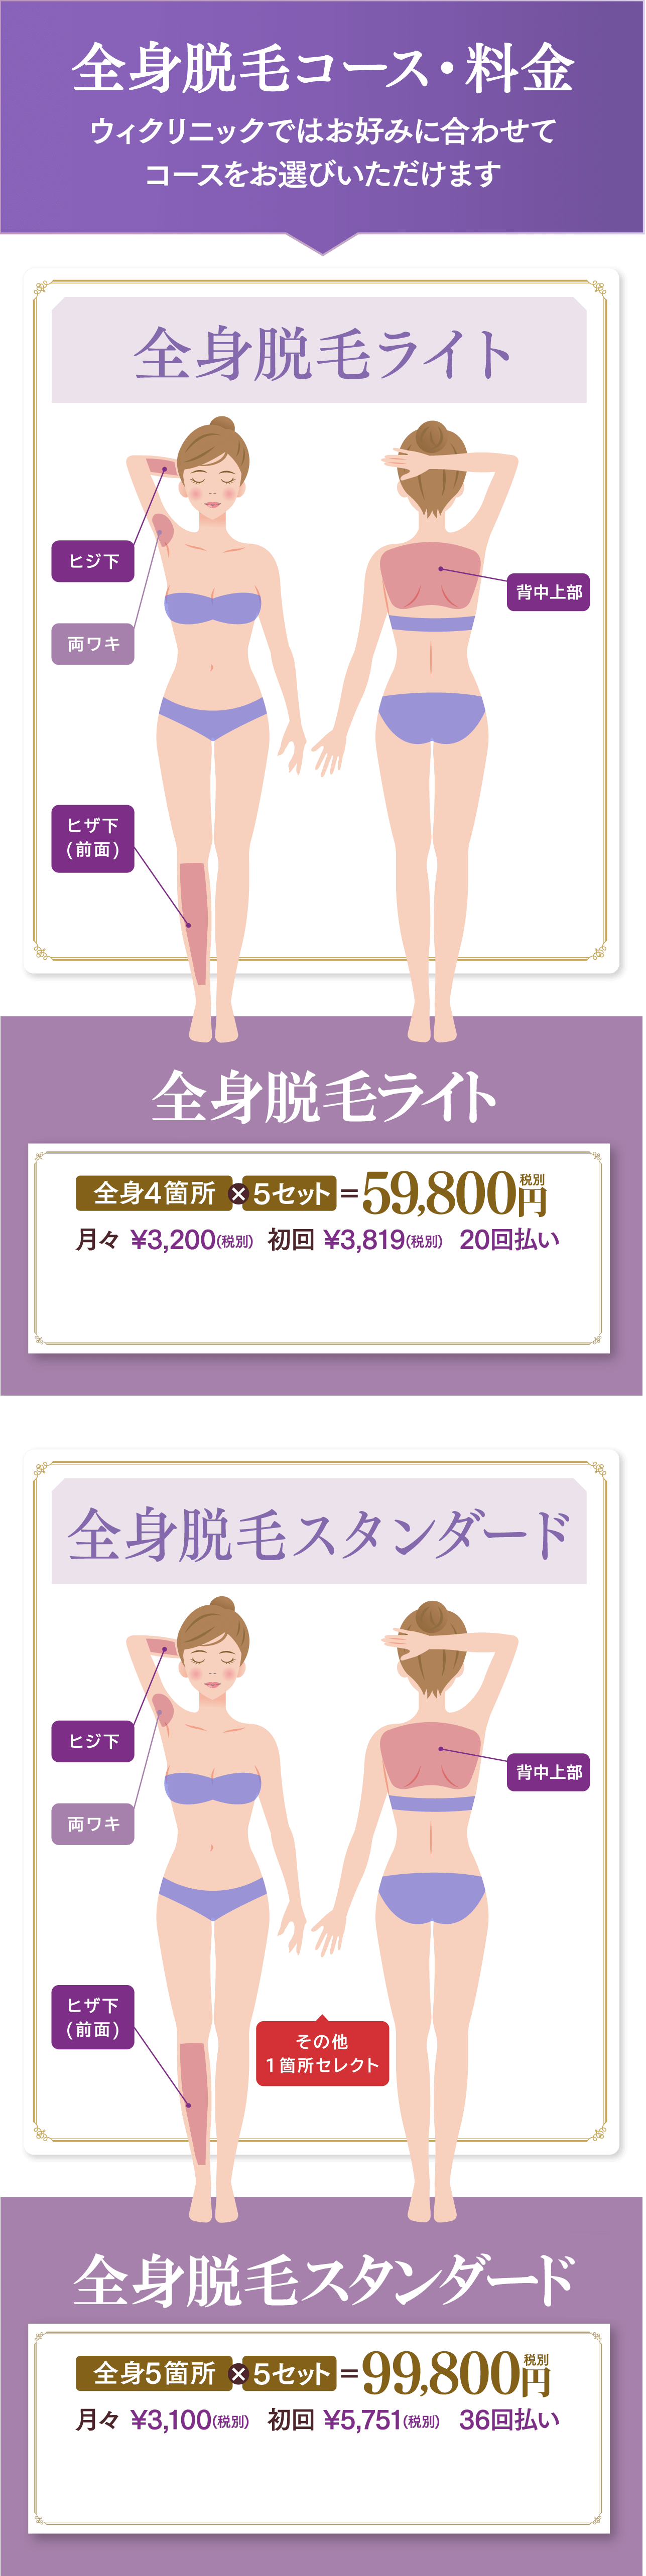 全身脱毛コース・料金
ウィクリニックではお好みに合わせて
コースをお選びいただけます
全身脱毛ライト
ヒジ下
背中上部
両ワキ
ヒザ下
(前面)
全身脱毛ライト
全身4箇所×5セット=59,800円税別
月々 ¥3,200(税別) 初回 ¥3,819(税別) 20回払い
全身脱毛スタンダード
ヒジ下
背中上部
両ワキ
ヒザ下
(前面)
その他
1箇所セレクト
全身脱毛スタンダード
全身5箇所×5セット=99,800円税別
月々 ¥3,100(税別) 初回 ¥5,751(税別) 36回払い